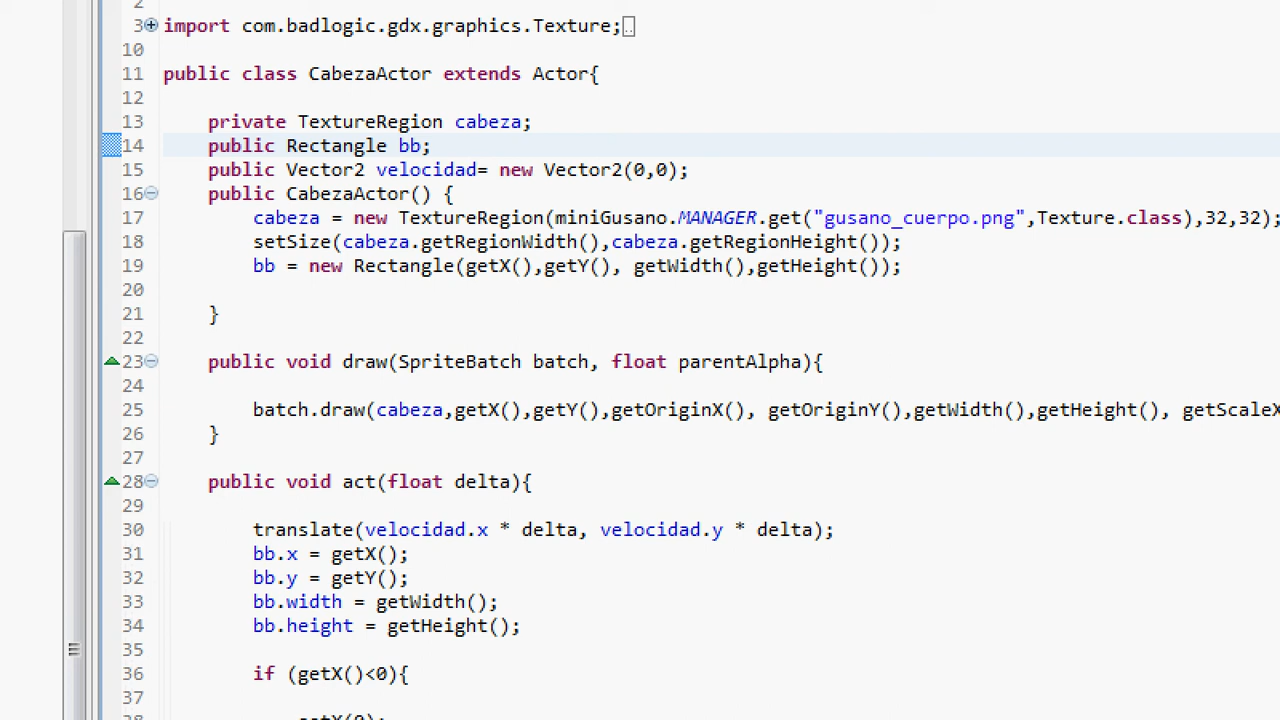 2
3 import com.badlogic.gdx.graphics.Texture;
10
11 public class CabezaActor extends Actor{
12
13 private TextureRegion cabeza;
14 public Rectangle bb;
15 public Vector2 velocidad= new Vector2(0,0);
16 public CabezaActor() {
17 cabeza = new TextureRegion(miniGusano.MANAGER.get("gusano_cuerpo.png",Texture.class),32,32);
18 setSize(cabeza.getRegionWidth(),cabeza.getRegionHeight());
19 bb = new Rectangle(getX(),getY(), getWidth(),getHeight());
20
21 }
22
23 public void draw(SpriteBatch batch, float parentAlpha){
24
25 batch.draw(cabeza,getX(),getY(),getOriginX(), getOriginY(),getWidth(),getHeight(), getScaleX
26 }
27
28 public void act(float delta){
29
30 translate(velocidad.x * delta, velocidad.y * delta);
31 bb.x = getX();
32 bb.y = getY();
33 bb.width = getWidth();
34 bb.height = getHeight();
35
36 if (getX()<0){
37